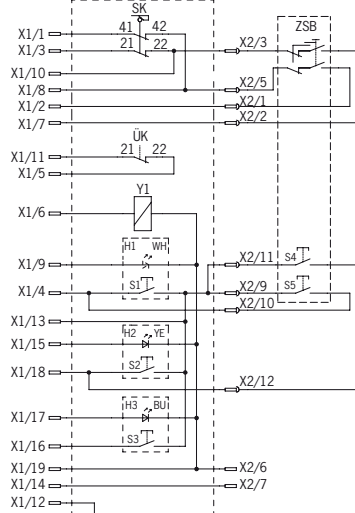 SK
X1/1 41 42
X1/3 21 22 X2/3 ZSB
X1/10
X1/8 X2/5
X1/2 X2/1
X1/7 X2/2
ÜK
X1/11 21 22
X1/5
Y1
X1/6
H1 WH
X1/9 X2/11 S4
X1/4 S1 X2/9 S5
X2/10
X1/13
H2 YE
X1/15
S2
X1/18
X2/12
H3 BU
X1/17
S3
X1/16
X1/19 X2/6
X1/14 X2/7
X1/12